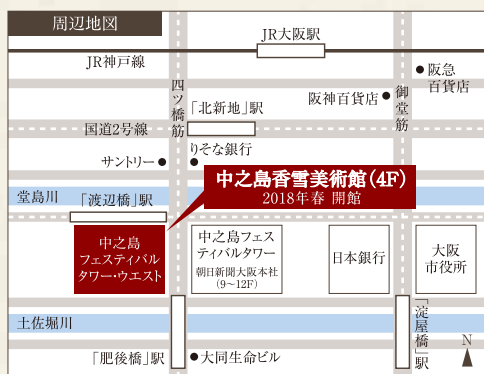 周辺地図
JR大阪駅
JR神戸線
四ツ橋筋
御堂筋
阪急
百貨店
阪神百貨店
「北新地」駅
国道2号線
サントリー
りそな銀行
中之島香雪美術館(4F)
2018年春 開館
堂島川
「渡辺橋」駅
中之島
フェスティバル
タワー・ウエスト
中之島フェス
ティバルタワー
朝日新聞大阪本社
(9〜12F)
日本銀行
大阪
市役所
土佐堀川
「淀屋橋」駅
「肥後橋」駅
大同生命ビル
N